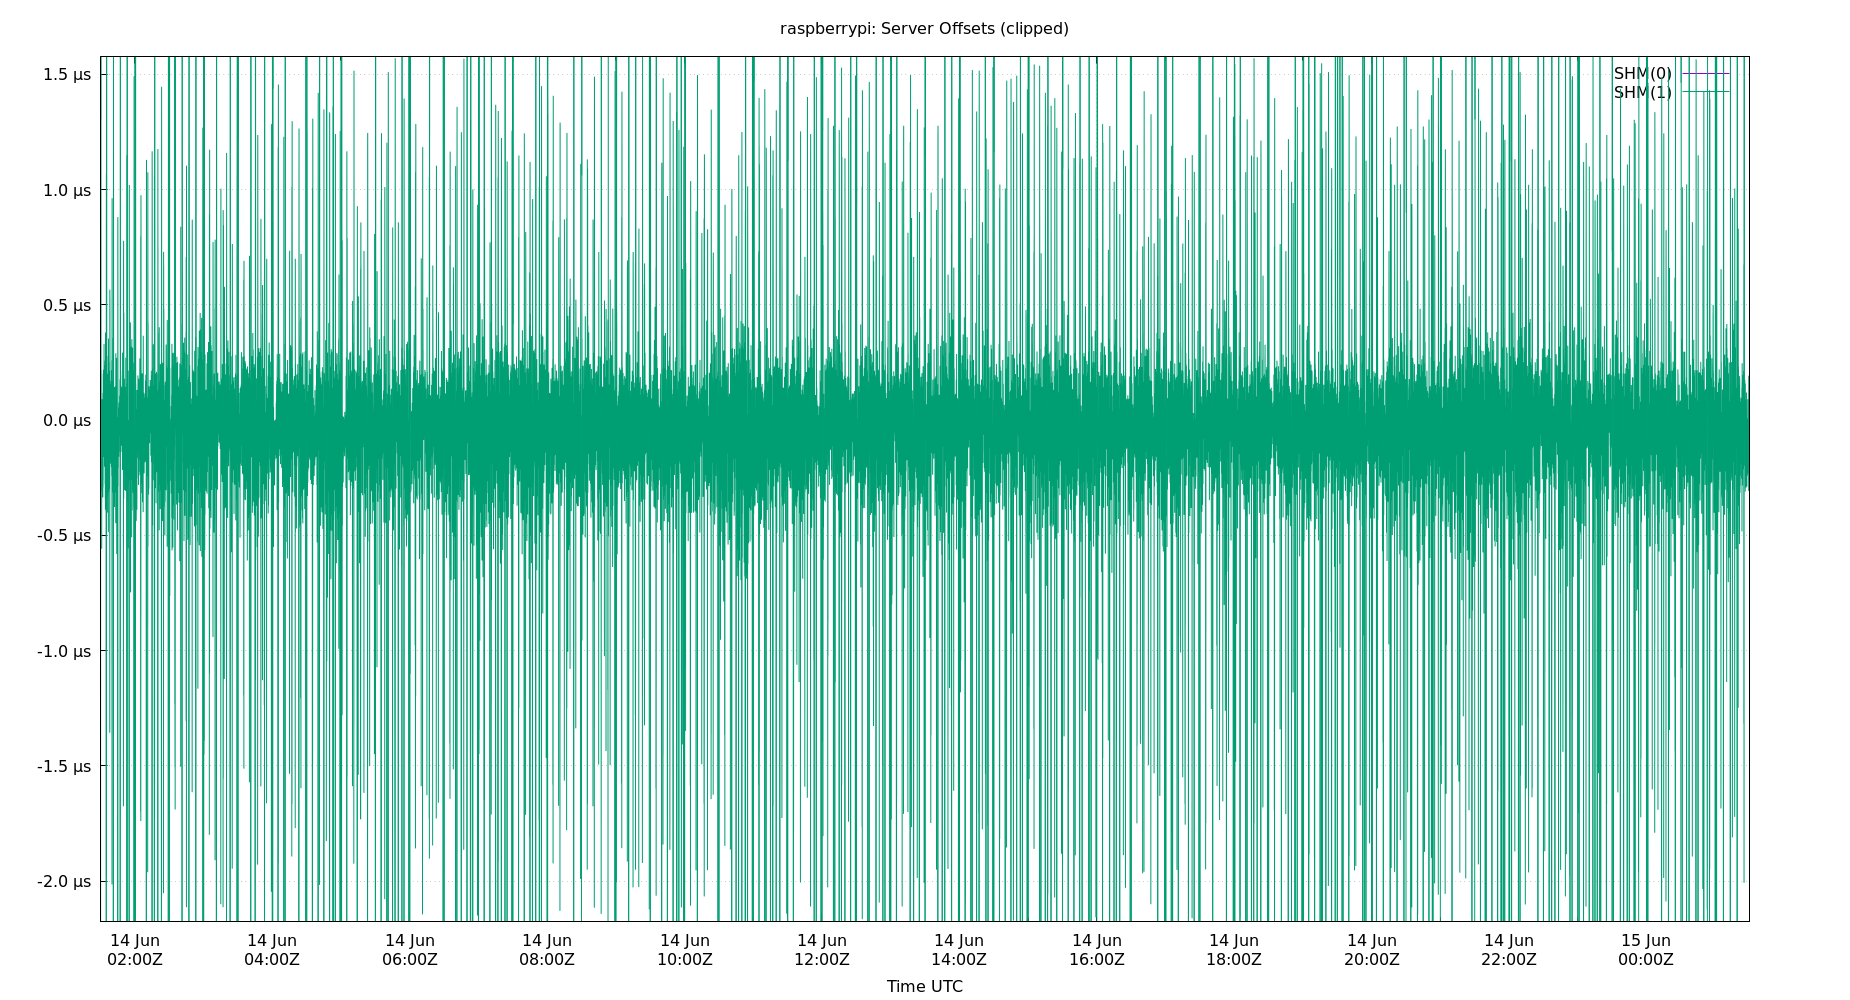 raspberrypi: Server Offsets (clipped)
SHM(0)
SHM(1)
1.5 µs
1.0 µs
0.5 µs
0.0 µs
-0.5 µs
-1.0 µs
-1.5 µs
-2.0 µs
14 Jun 14 Jun 14 Jun 14 Jun 14 Jun 14 Jun 14 Jun 14 Jun 14 Jun 14 Jun 14 Jun 15 Jun
02:00Z 04:00Z 06:00Z 08:00Z 10:00Z 12:00Z 14:00Z 16:00Z 18:00Z 20:00Z 22:00Z 00:00Z
Time UTC